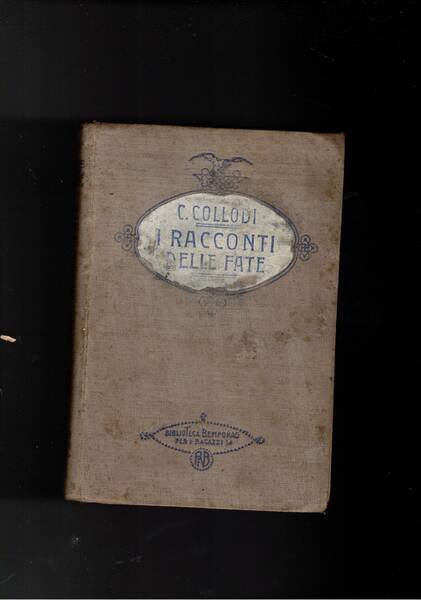 C. COLLODI
I RACCONTI
DELLE FATE
BIBLIOTECA BEMPORAD
PER I RAGAZZI